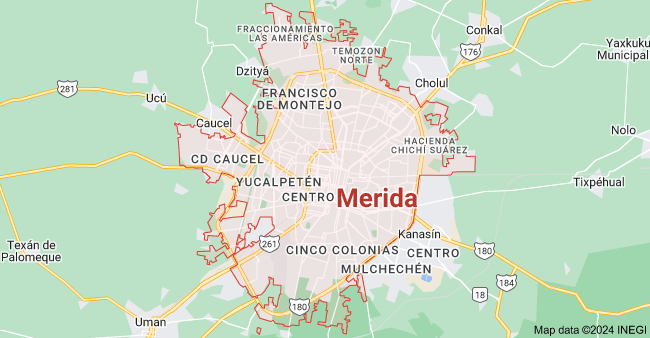 FRACCIONAMIENTO
LAS AMÉRICAS
Conkal
TEMOZON
NORTE
176
Yaxkukul
Municipal
Dzityá
Cholul
281
Ucú
FRANCISCO
DE MONTEJO
Caucel
Nolo
HACIENDA
CHICHÍ SUÁREZ
CD CAUCEL
YUCALPETÉN
Tixpéhual
CENTRO
Merida
Kanasín
Texán de
Palomeque
261
CINCO COLONIAS
CENTRO
180
MULCHECHÉN
184
18
180
Uman
Map data ©2024 INEGI